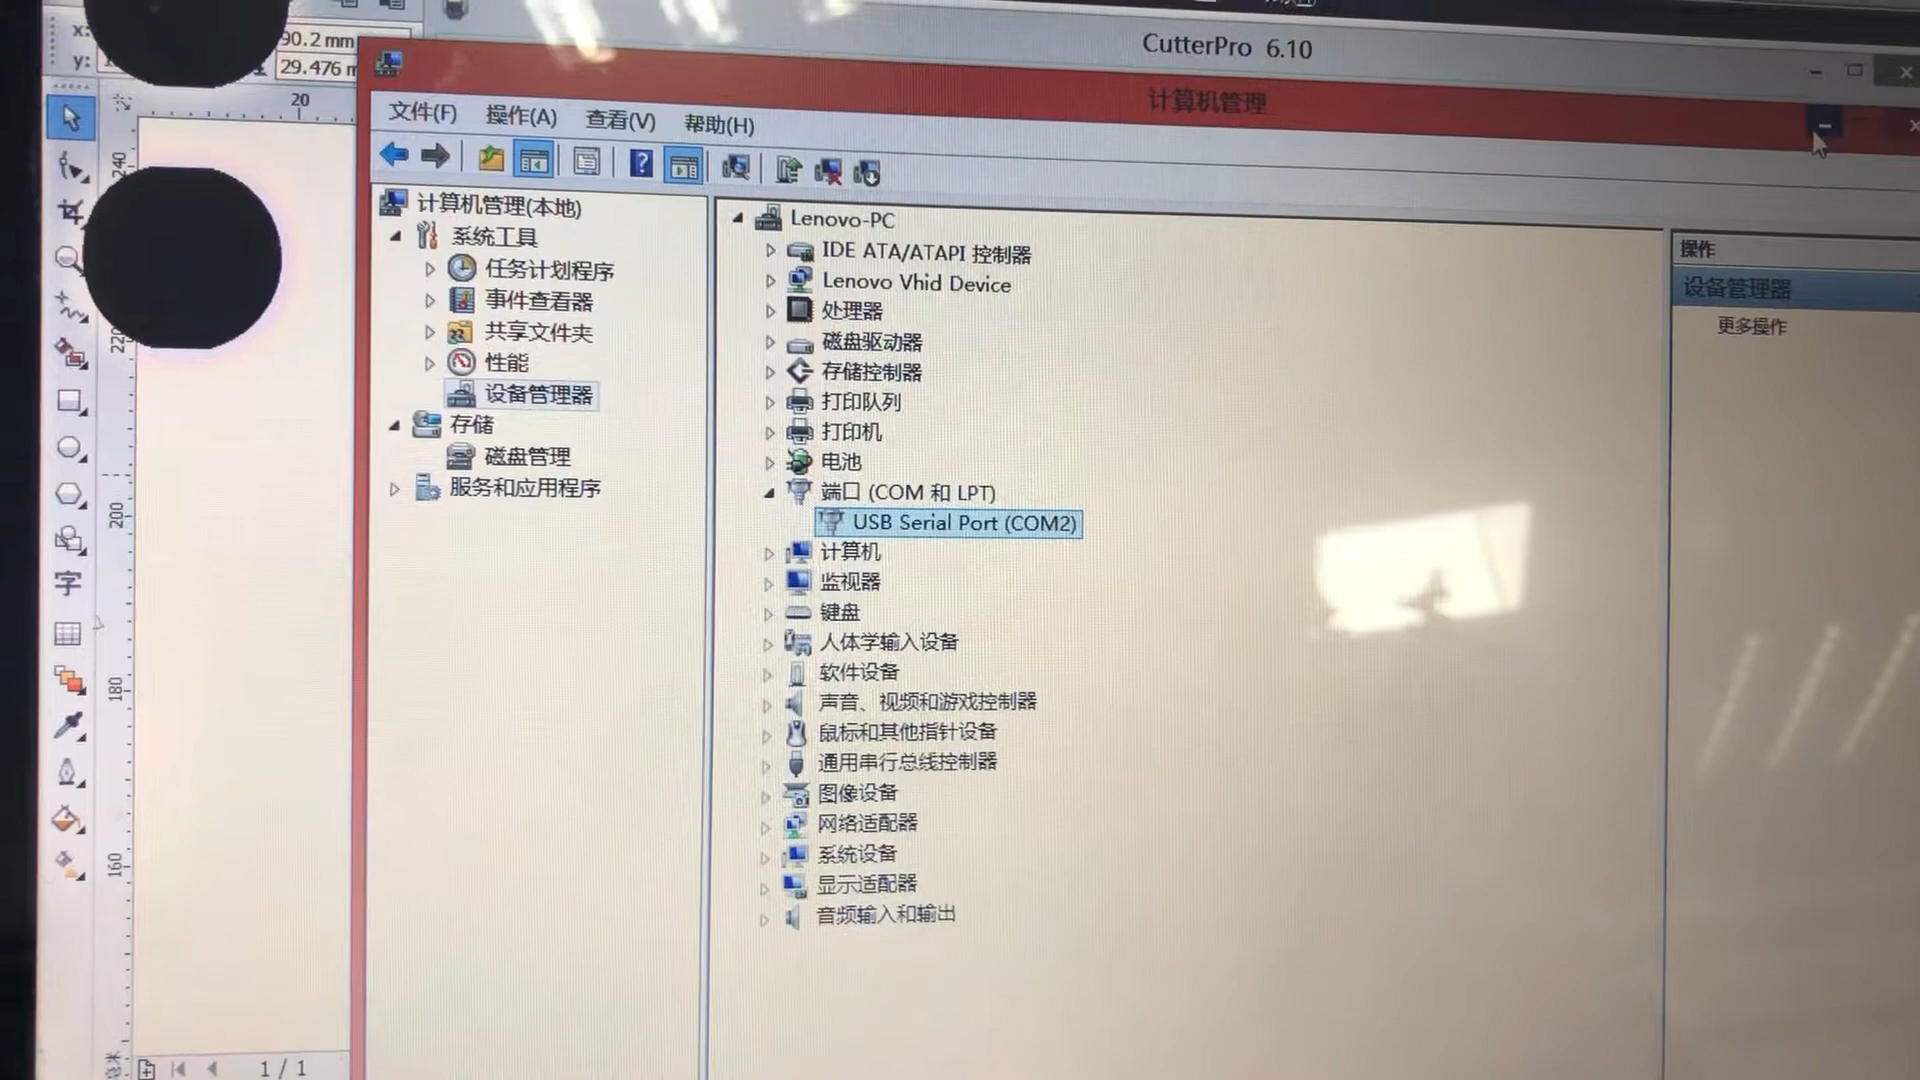 x:
90.2 mm
y:
29.476 m
CutterPro 6.10
计算机管理
文件(F) 操作(A) 查看(V) 帮助(H)
20
240
220
200
180
160
字
计算机管理(本地)
系统工具
任务计划程序
事件查看器
共享文件夹
性能
设备管理器
存储
磁盘管理
服务和应用程序
Lenovo-PC
IDE ATA/ATAPI 控制器
Lenovo Vhid Device
处理器
磁盘驱动器
存储控制器
打印队列
打印机
电池
端口 (COM 和 LPT)
USB Serial Port (COM2)
计算机
监视器
键盘
人体学输入设备
软件设备
声音、视频和游戏控制器
鼠标和其他指针设备
通用串行总线控制器
图像设备
网络适配器
系统设备
显示适配器
音频输入和输出
操作
设备管理器
更多操作
1 / 1